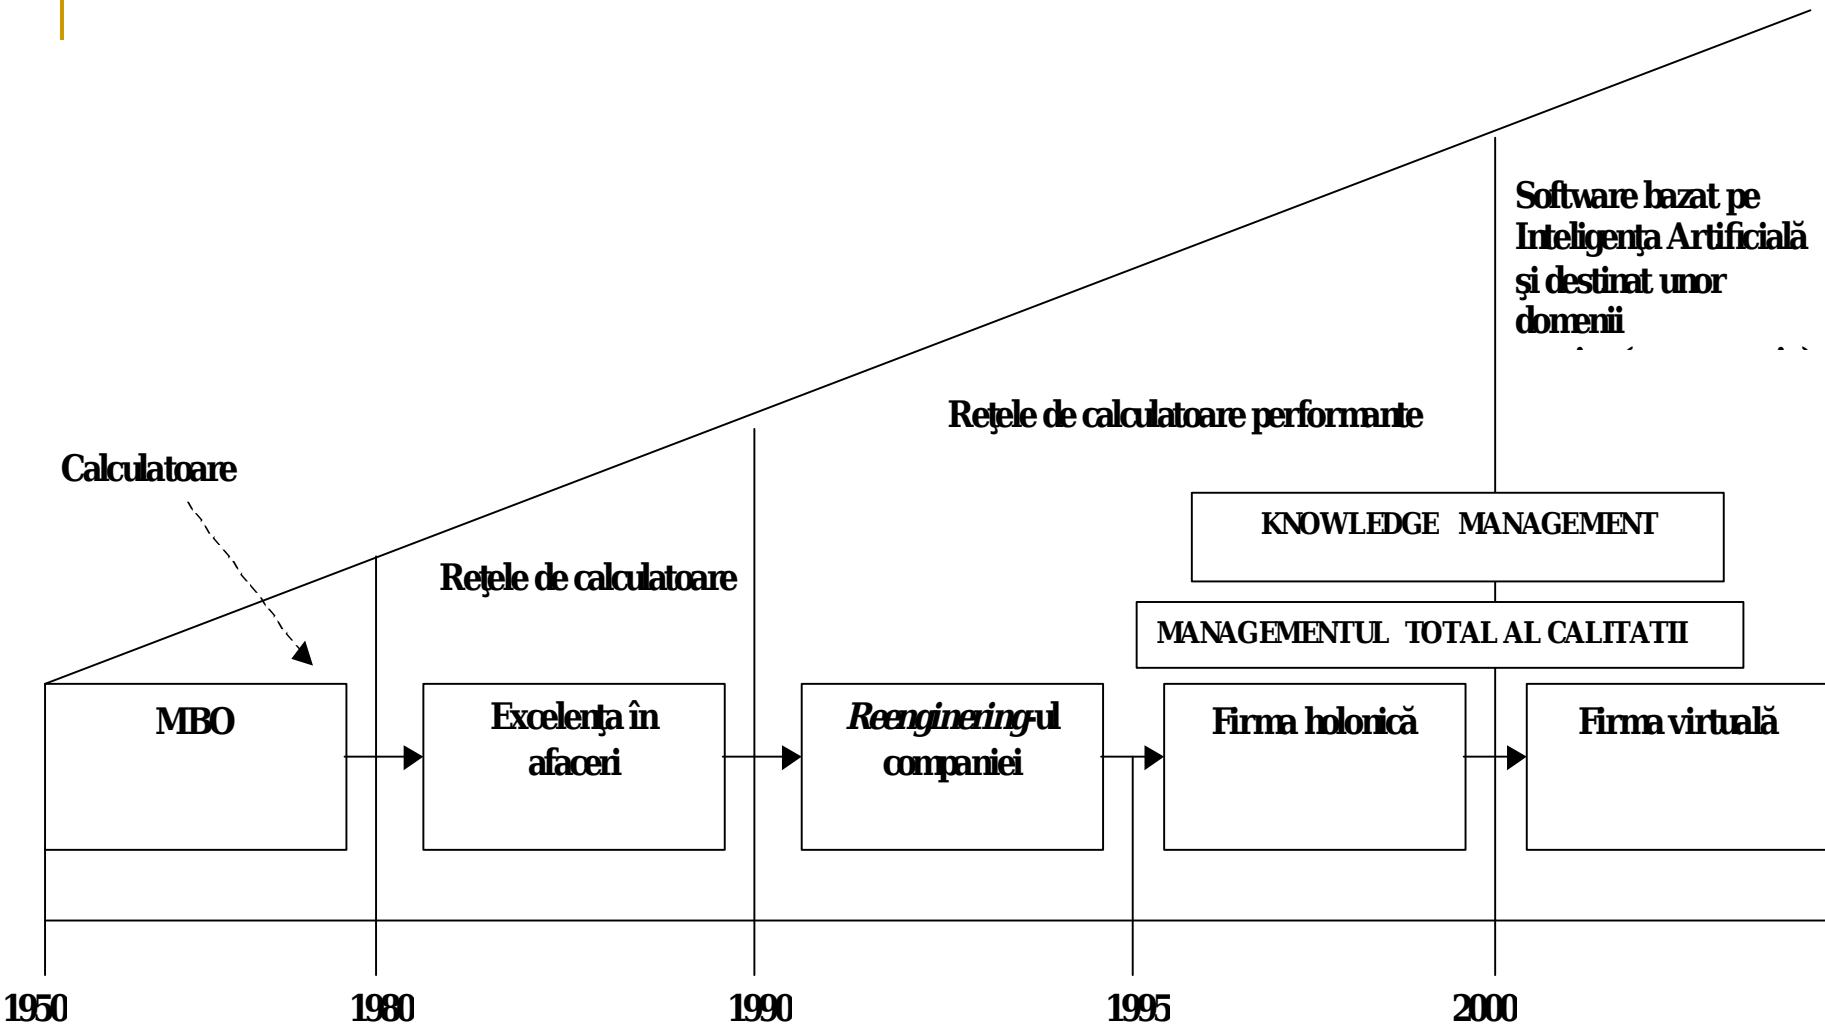 Software bazat pe
Inteligenţa Artificială
şi destinat unor
domenii
Reţele de calculatoare performante
Calculatoare
KNOWLEDGE MANAGEMENT
Reţele de calculatoare
MANAGEMENTUL TOTAL AL CALITATII
MBO
Excelenţa în
afaceri
Reenginering-ul
companiei
Firma holonică
Firma virtuală
1950
1980
1990
1995
2000